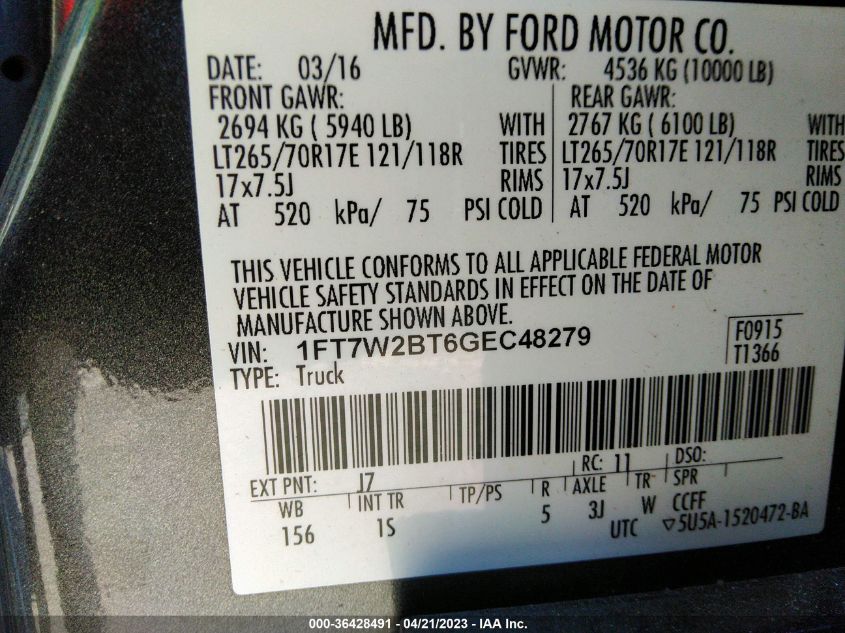 MFD. BY FORD MOTOR CO.
DATE: 03/16 GVWR: 4536 KG (10000 LB)
FRONT GAWR: REAR GAWR:
2694 KG ( 5940 LB) WITH 2767 KG ( 6100 LB) WITH
LT265/70R17E 121/118R TIRES LT265/70R17E 121/118R TIRES
17x7.5J RIMS 17x7.5J RIMS
AT 520 kPa/ 75 PSI COLD AT 520 kPa/ 75 PSI COLD
THIS VEHICLE CONFORMS TO ALL APPLICABLE FEDERAL MOTOR
VEHICLE SAFETY STANDARDS IN EFFECT ON THE DATE OF
MANUFACTURE SHOWN ABOVE.
VIN: 1FT7W2BT6GEC48279 F0915
TYPE: Truck T1366
EXT PNT: J7 RC: 11 DSO:
WB INT TR TP/PS R AXLE TR SPR
156 1S 5 3J W CCFF
UTC ▽5U5A-1520472-BA
000-36428491 - 04/21/2023 - IAA Inc.